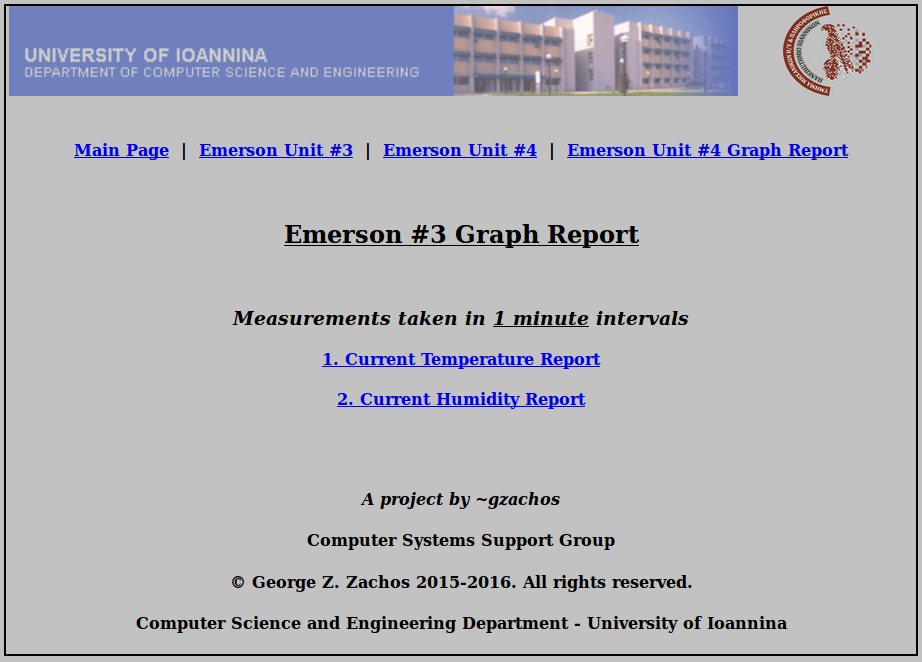 UNIVERSITY OF IOANNINA
DEPARTMENT OF COMPUTER SCIENCE AND ENGINEERING
Main Page | Emerson Unit #3 | Emerson Unit #4 | Emerson Unit #4 Graph Report
Emerson #3 Graph Report
Measurements taken in 1 minute intervals
1. Current Temperature Report
2. Current Humidity Report
A project by ~gzachos
Computer Systems Support Group
© George Z. Zachos 2015-2016. All rights reserved.
Computer Science and Engineering Department - University of Ioannina